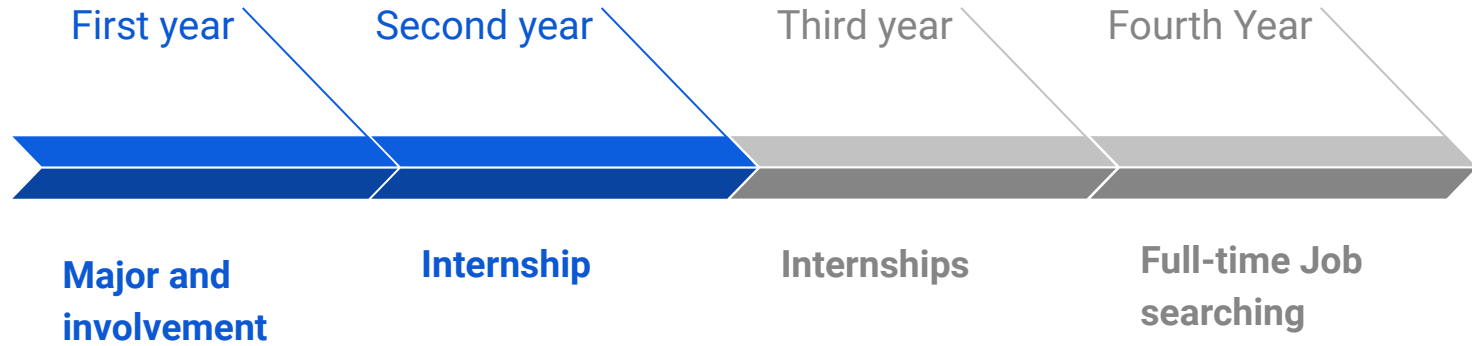 First year
Second year
Third year
Fourth Year
Major and
involvement
Internship
Internships
Full-time Job
searching